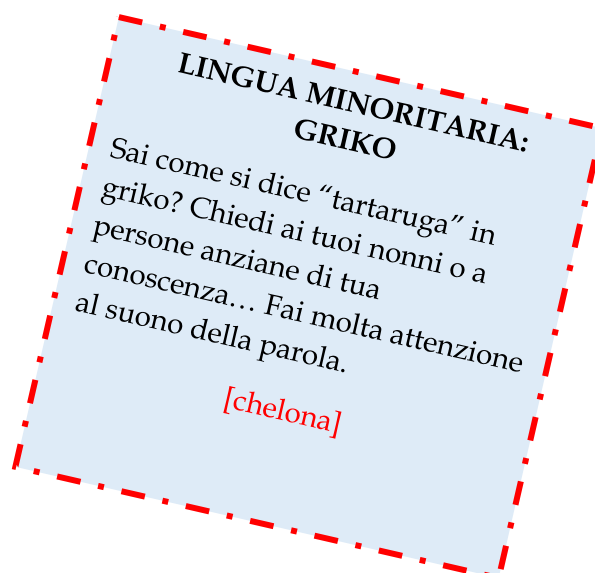 LINGUA MINORITARIA:
GRIKO
Sai come si dice “tartaruga” in
griko? Chiedi ai tuoi nonni o a
persone anziane di tua
conoscenza… Fai molta attenzione
al suono della parola.
[chelona]